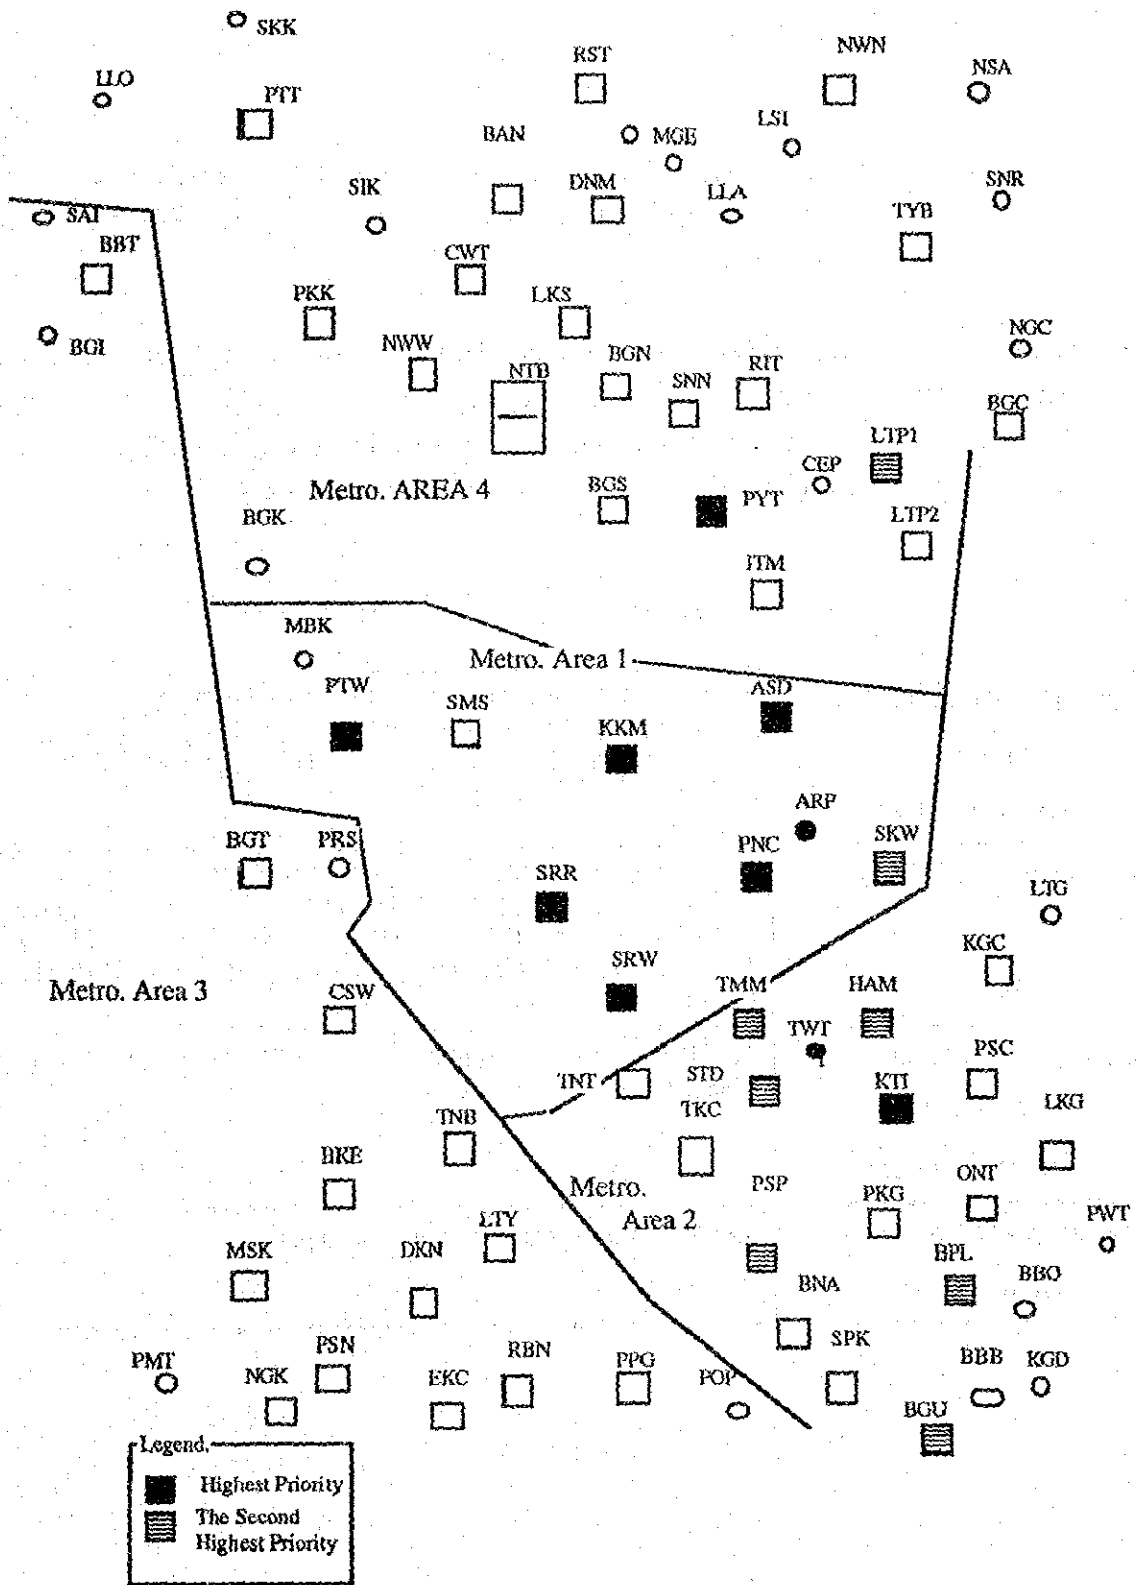 SKK
LLO
PTT
RST
NWN
NSA
BAN
MGE
LSI
SIK
DNM
LLA
SNR
SAI
TYB
BBT
CWT
PKK
LKS
NGC
BGI
NWW
NTB
BGN
SNN
RIT
BGC
LTP1
CEP
Metro. AREA 4
BGS
PYT
BGK
LTP2
ITM
MBK
Metro. Area 1
PTW
SMS
KKM
ASD
ARP
BGT
PRS
PNC
SKW
SRR
LTG
KGC
SRW
Metro. Area 3
CSW
TMM
HAM
TWT
PSC
TNT
STD
KTI
TKC
LKG
TNB
BKE
Metro.
Area 2
PSP
PKG
ONT
PWT
LTY
MSK
DKN
BPL
BBO
BNA
PSN
RBN
PPG
SPK
PMT
NGK
EKC
POP
BBB
KGD
BGU
Legend.
Highest Priority
The Second
Highest Priority